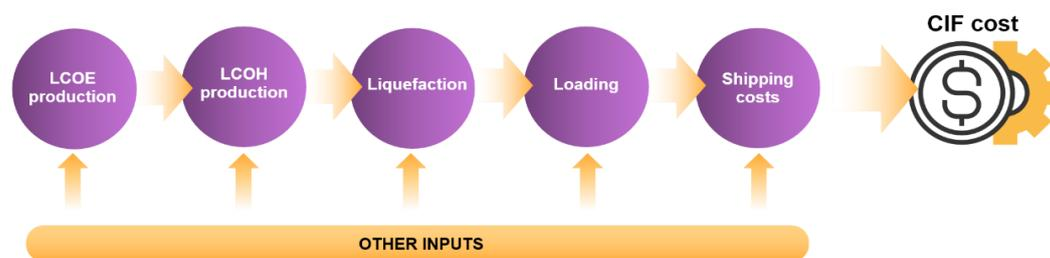 CIF cost
LCOE
production
LCOH
production
Liquefaction
Loading
Shipping
costs
$
OTHER INPUTS